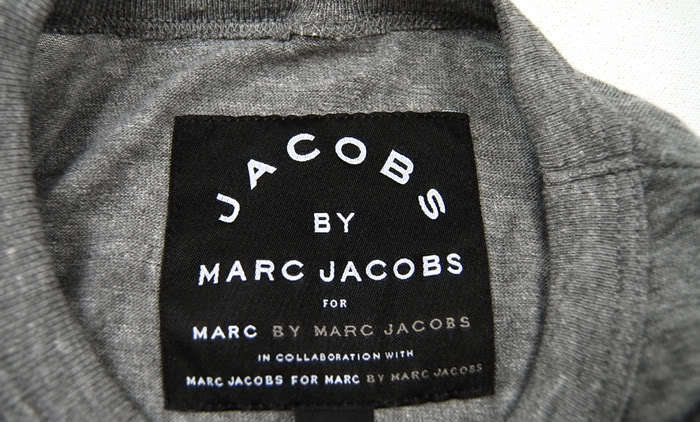 JACOBS
BY
MARC JACOBS
FOR
MARC BY MARC JACOBS
IN COLLABORATION WITH
MARC JACOBS FOR MARC BY MARC JACOBS